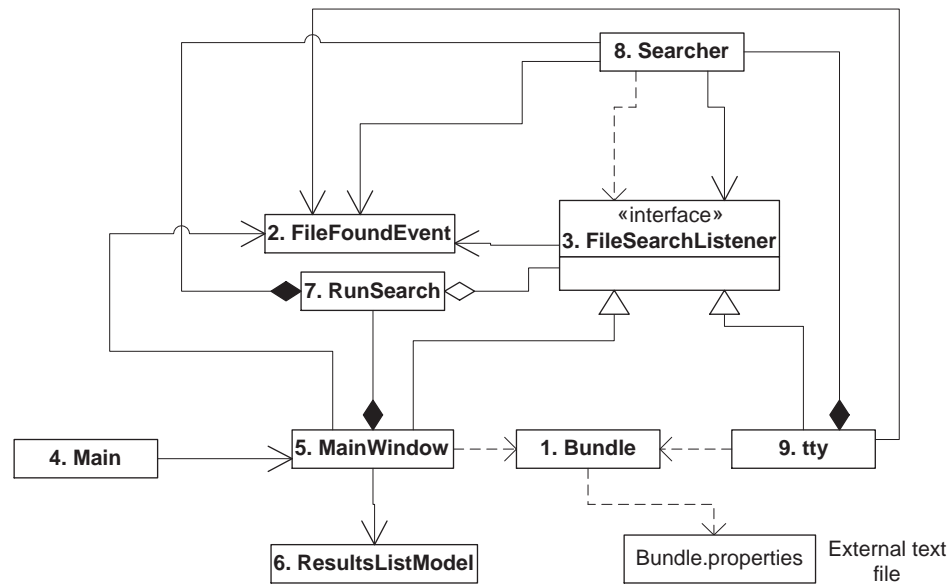 8. Searcher
«interface»
2. FileFoundEvent
3. FileSearchListener
7. RunSearch
4. Main
5. MainWindow
1. Bundle
9. tty
6. ResultsListModel
Bundle.properties
External text
file